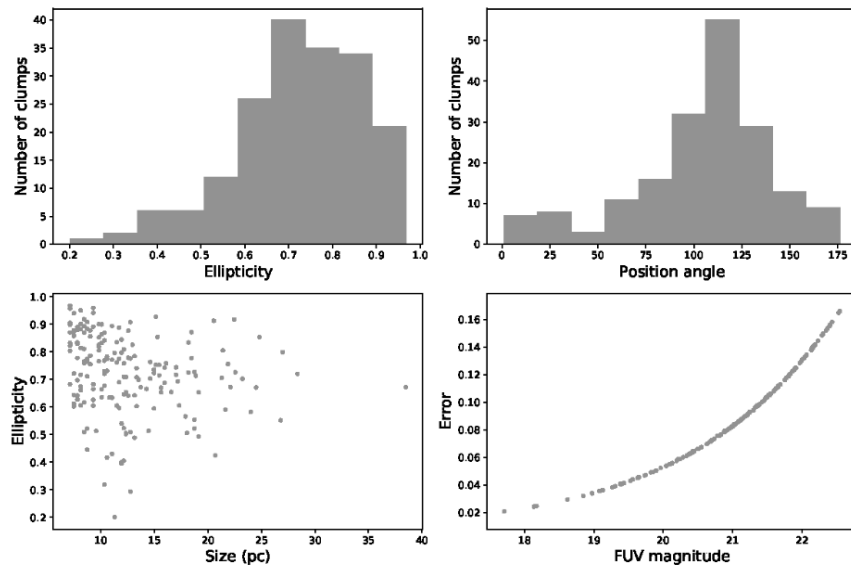 40
35
30
25
20
15
10
5
0
Number of clumps
0.2 0.3 0.4 0.5 0.6 0.7 0.8 0.9 1.0
Ellipticity
50
40
30
20
10
0
Number of clumps
0 25 50 75 100 125 150 175
Position angle
1.0
0.9
0.8
0.7
0.6
0.5
0.4
0.3
0.2
Ellipticity
10 15 20 25 30 35 40
Size (pc)
0.16
0.14
0.12
0.10
0.08
0.06
0.04
0.02
Error
18 19 20 21 22
FUV magnitude